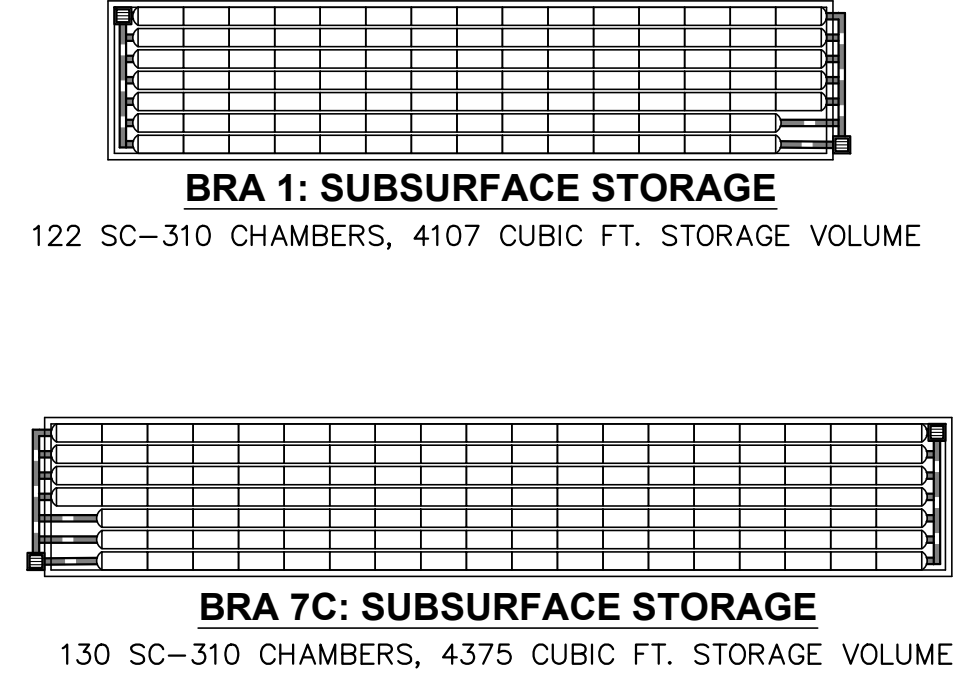 BRA 1: SUBSURFACE STORAGE
122 SC-310 CHAMBERS, 4107 CUBIC FT. STORAGE VOLUME
BRA 7C: SUBSURFACE STORAGE
130 SC-310 CHAMBERS, 4375 CUBIC FT. STORAGE VOLUME